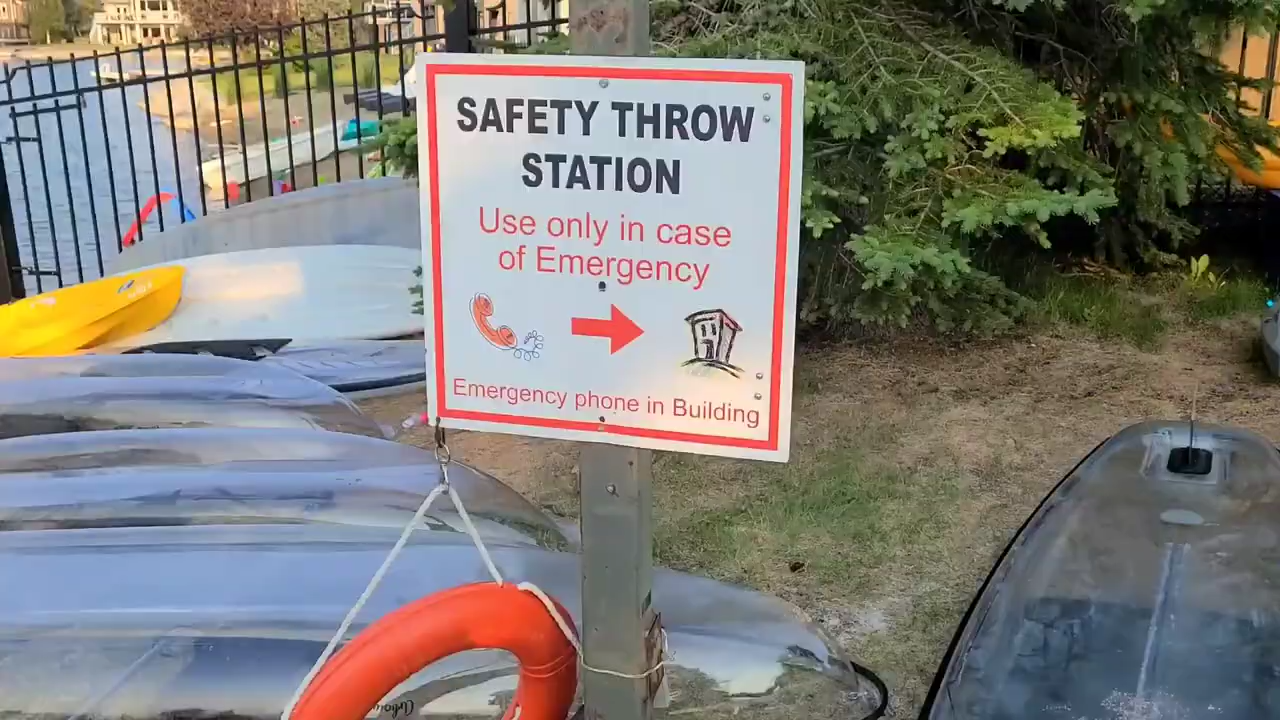 SAFETY THROW
STATION
Use only in case
of Emergency
Emergency phone in Building